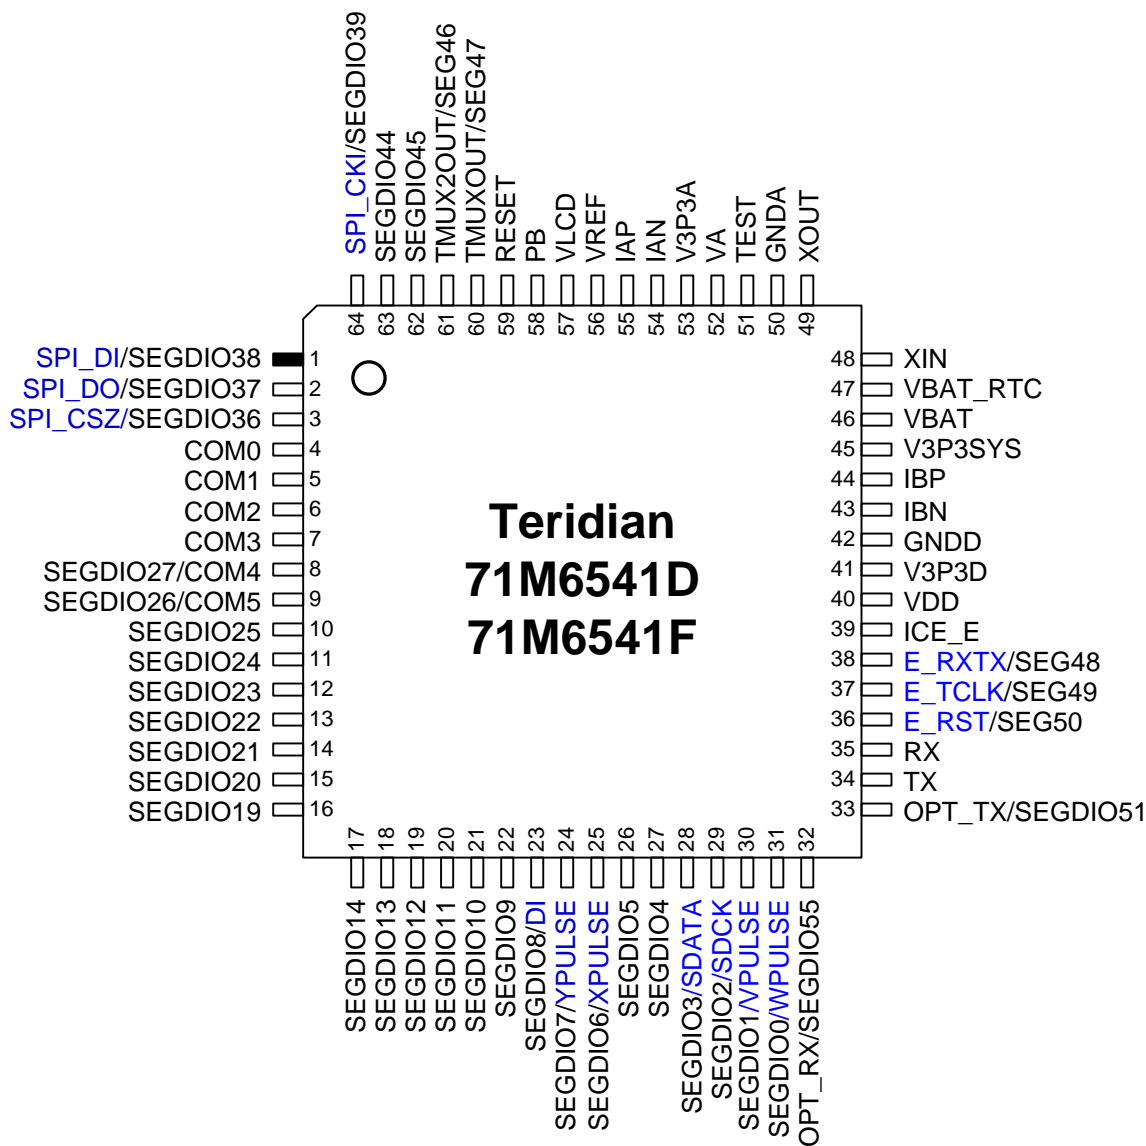 SPI_CKI/SEGDIO39
SEGDIO44
SEGDIO45
TMUX2OUT/SEG46
TMUXOUT/SEG47
RESET
PB
VLCD
VREF
IAP
IAN
V3P3A
VA
TEST
GNDA
XOUT
64
63
62
61
60
59
58
57
56
55
54
53
52
51
50
49
SPI_DI/SEGDIO38 1
SPI_DO/SEGDIO37 2
SPI_CSZ/SEGDIO36 3
COM0 4
COM1 5
COM2 6
COM3 7
SEGDIO27/COM4 8
SEGDIO26/COM5 9
SEGDIO25 10
SEGDIO24 11
SEGDIO23 12
SEGDIO22 13
SEGDIO21 14
SEGDIO20 15
SEGDIO19 16
Teridian
71M6541D
71M6541F
48 XIN
47 VBAT_RTC
46 VBAT
45 V3P3SYS
44 IBP
43 IBN
42 GNDD
41 V3P3D
40 VDD
39 ICE_E
38 E_RXTX/SEG48
37 E_TCLK/SEG49
36 E_RST/SEG50
35 RX
34 TX
33 OPT_TX/SEGDIO51
17
18
19
20
21
22
23
24
25
26
27
28
29
30
31
32
SEGDIO14
SEGDIO13
SEGDIO12
SEGDIO11
SEGDIO10
SEGDIO9
SEGDIO8/DI
SEGDIO7/YPULSE
SEGDIO6/XPULSE
SEGDIO5
SEGDIO4
SEGDIO3/SDATA
SEGDIO2/SDCK
SEGDIO1/VPULSE
SEGDIO0/WPULSE
OPT_RX/SEGDIO55